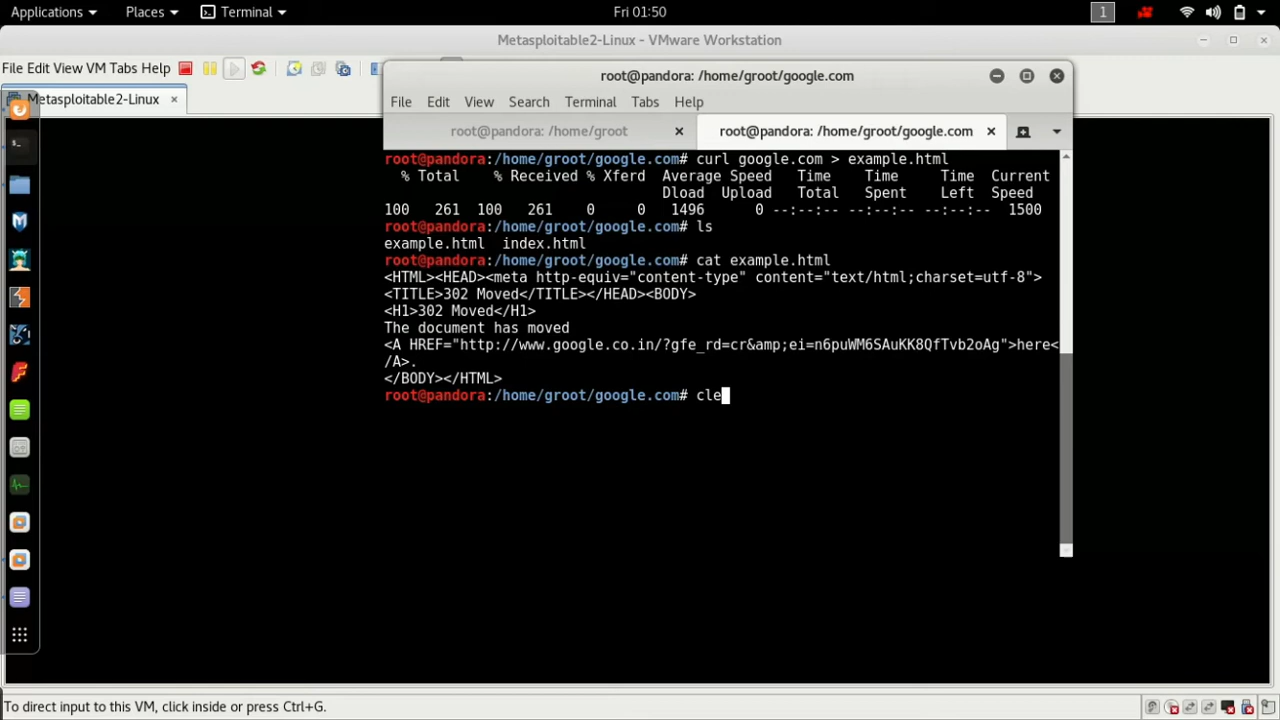 Applications Places Terminal Fri 01:50 1
Metasploitable2-Linux - VMware Workstation
File Edit View VM Tabs Help
Metasploitable2-Linux ×
root@pandora: /home/groot/google.com
File Edit View Search Terminal Tabs Help
root@pandora: /home/groot × root@pandora: /home/groot/google.com ×
root@pandora:/home/groot/google.com# curl google.com > example.html
% Total % Received % Xferd Average Speed Time Time Time Current
Dload Upload Total Spent Left Speed
100 261 100 261 0 0 1496 0 --:--:-- --:--:-- --:--:-- 1500
root@pandora:/home/groot/google.com# ls
example.html index.html
root@pandora:/home/groot/google.com# cat example.html
<HTML><HEAD><meta http-equiv="content-type" content="text/html;charset=utf-8">
<TITLE>302 Moved</TITLE></HEAD><BODY>
<H1>302 Moved</H1>
The document has moved
<A HREF="http://www.google.co.in/?gfe_rd=cr&amp;ei=n6puWM6SAuKK8QfTvb2oAg">here<
/A>.
</BODY></HTML>
root@pandora:/home/groot/google.com# cle
To direct input to this VM, click inside or press Ctrl+G.